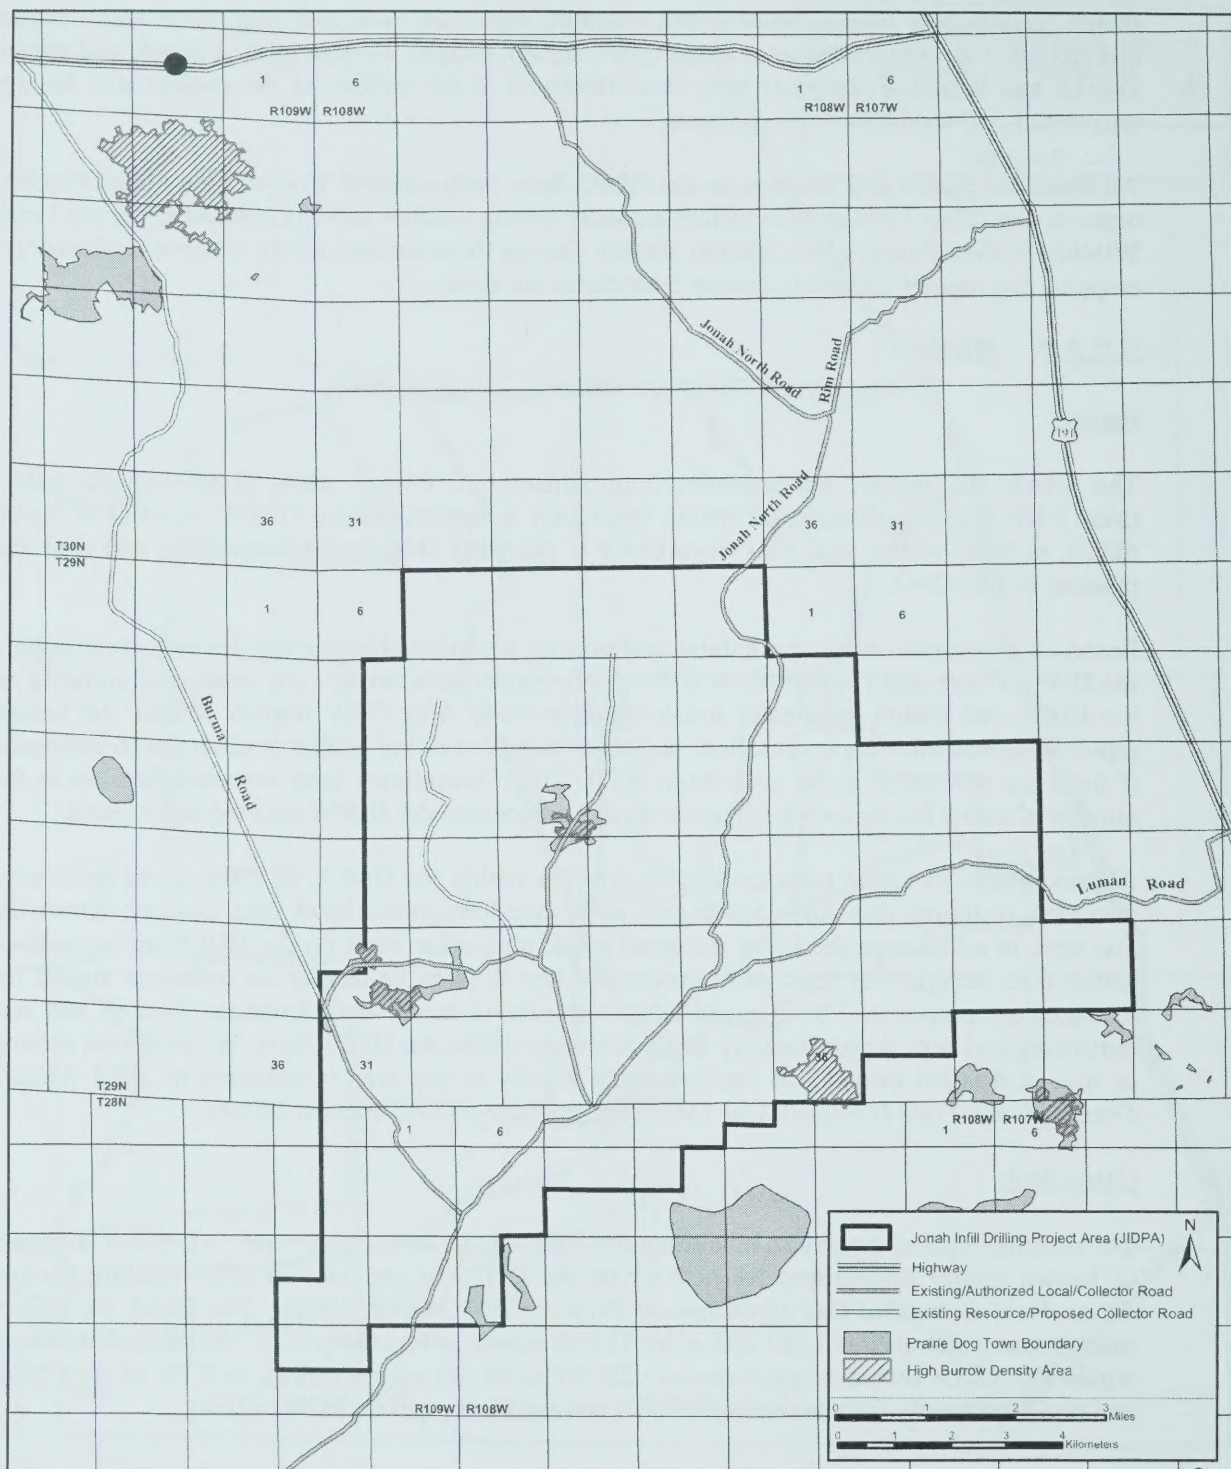 1 6 1 6
R109W R108W R108W R107W
Jonah North Road
Rim Road
191
Jonah North Road
36 31 36 31
T30N
T29N
1 6 1 6
Burma Road
Luman Road
36 31 36
T29N
T28N
R108W R107W
1 6 1 6
N
Jonah Infill Drilling Project Area (JIDPA)
Highway
Existing/Authorized Local/Collector Road
Existing Resource/Proposed Collector Road
Prairie Dog Town Boundary
High Burrow Density Area
0 1 2 3
Miles
0 1 2 3 4
Kilometers
R109W R108W